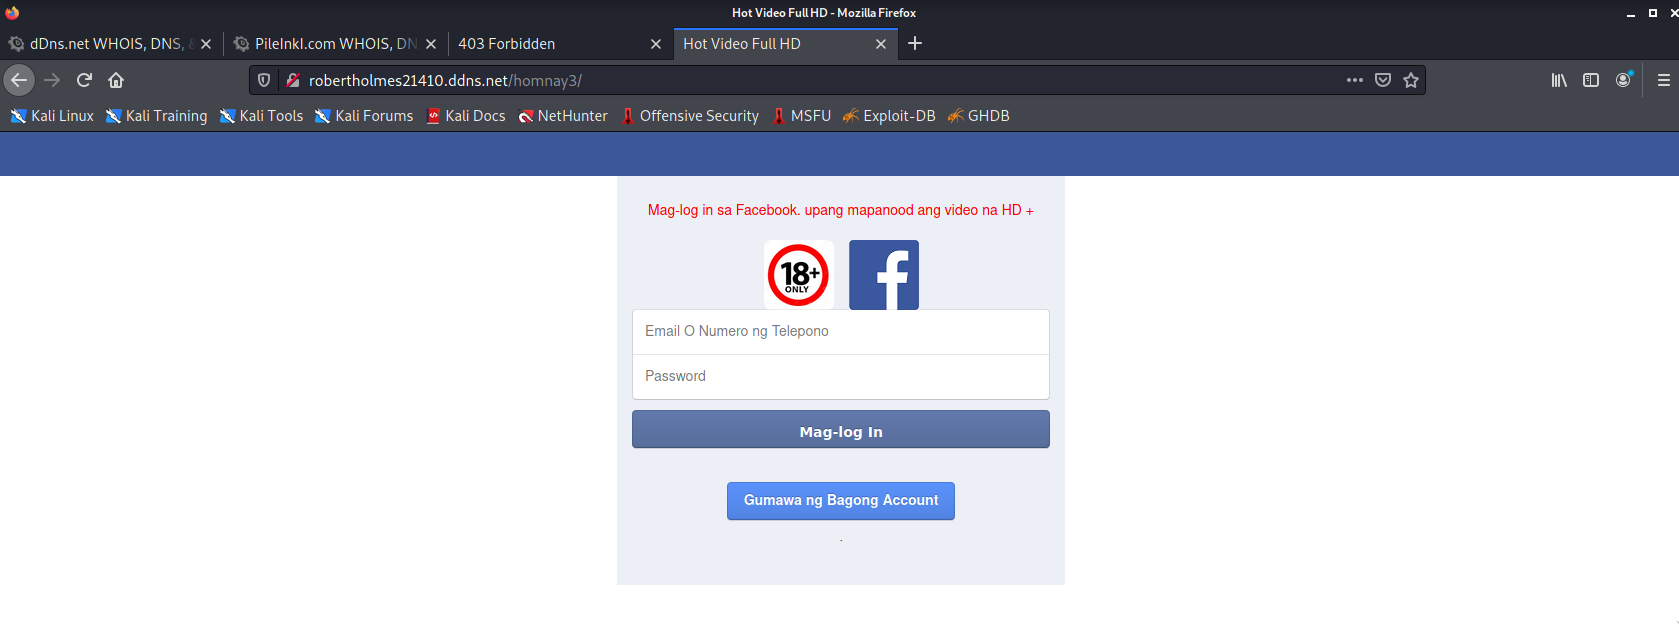 Hot Video Full HD - Mozilla Firefox
dDns.net WHOIS, DNS, &
PileInkl.com WHOIS, DN
403 Forbidden
Hot Video Full HD
robertholmes21410.ddns.net/homnay3/
Kali Linux Kali Training Kali Tools Kali Forums Kali Docs NetHunter Offensive Security MSFU Exploit-DB GHDB
Mag-log in sa Facebook. upang mapanood ang video na HD +
18+
ONLY
Email O Numero ng Telepono
Password
Mag-log In
Gumawa ng Bagong Account
.